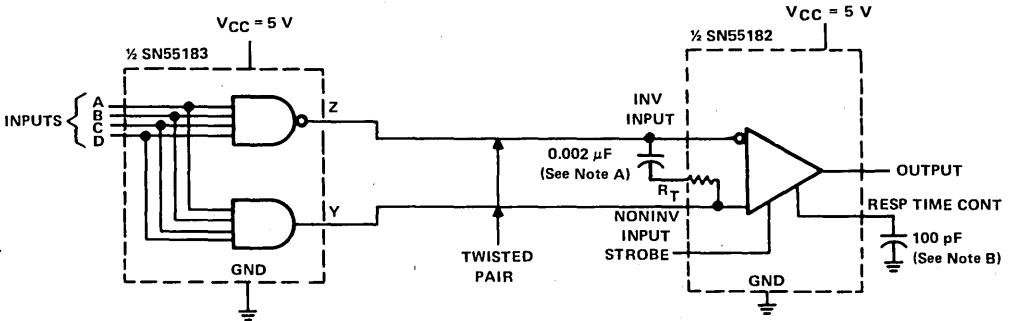 VCC = 5 V
½ SN55183
INPUTS
A
B
C
D
Z
Y
GND
TWISTED
PAIR
VCC = 5 V
½ SN55182
INV
INPUT
0.002 µF
(See Note A)
RT
NONINV
INPUT
STROBE
OUTPUT
RESP TIME CONT
100 pF
(See Note B)
GND